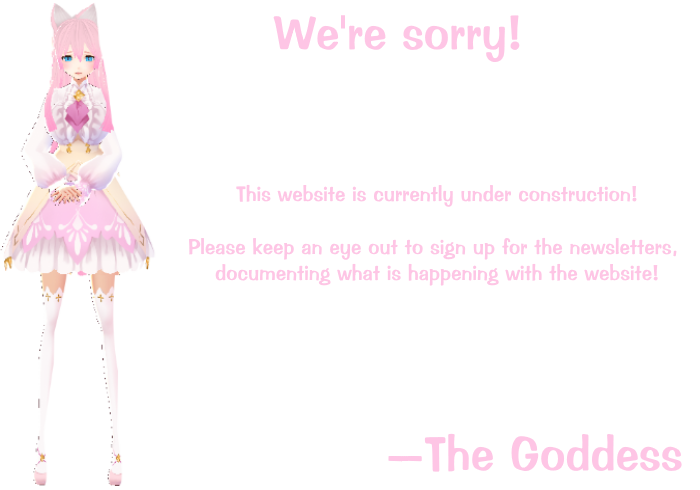 We're sorry!
This website is currently under construction!
Please keep an eye out to sign up for the newsletters,
documenting what is happening with the website!
—The Goddess